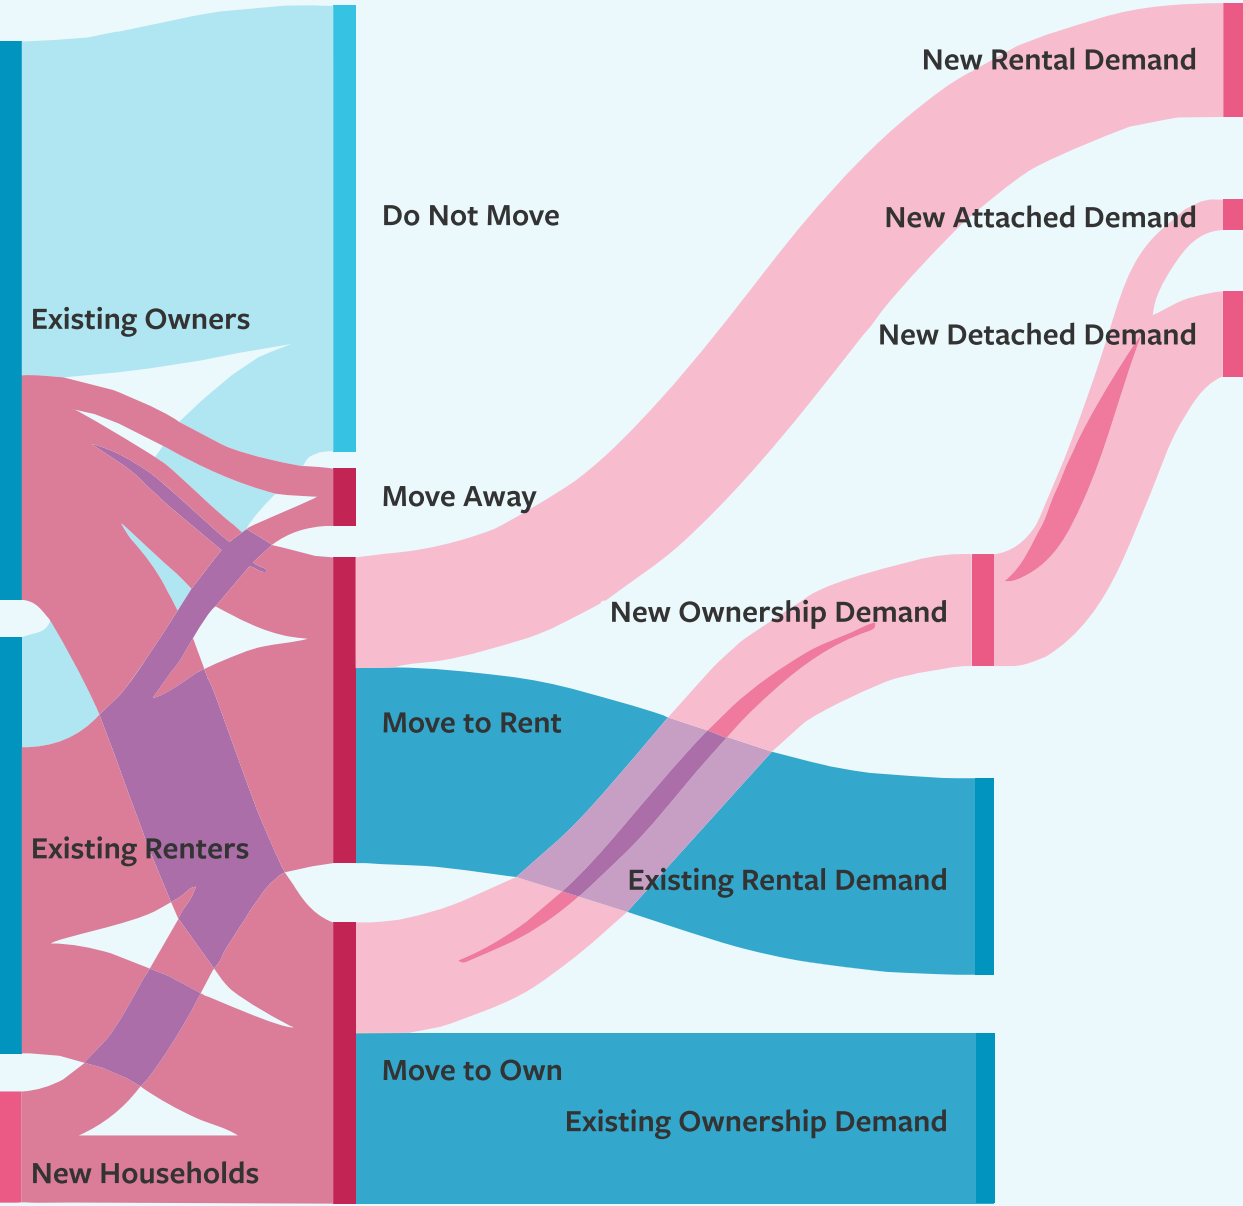 New Rental Demand
Do Not Move
New Attached Demand
Existing Owners
New Detached Demand
Move Away
New Ownership Demand
Move to Rent
Existing Renters
Existing Rental Demand
Move to Own
Existing Ownership Demand
New Households